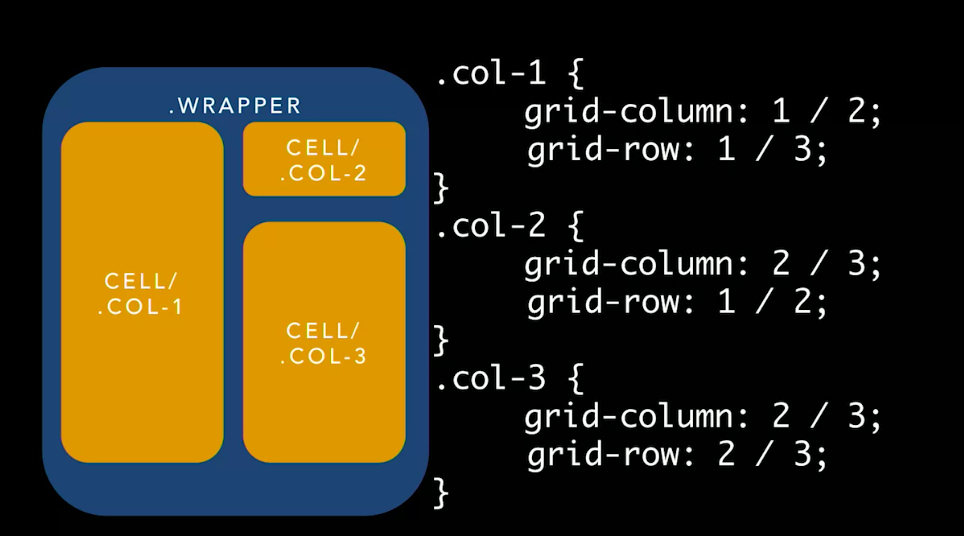 .WRAPPER
CELL/
.COL-1
CELL/
.COL-2
CELL/
.COL-3
.col-1 {
grid-column: 1 / 2;
grid-row: 1 / 3;
}
.col-2 {
grid-column: 2 / 3;
grid-row: 1 / 2;
}
.col-3 {
grid-column: 2 / 3;
grid-row: 2 / 3;
}